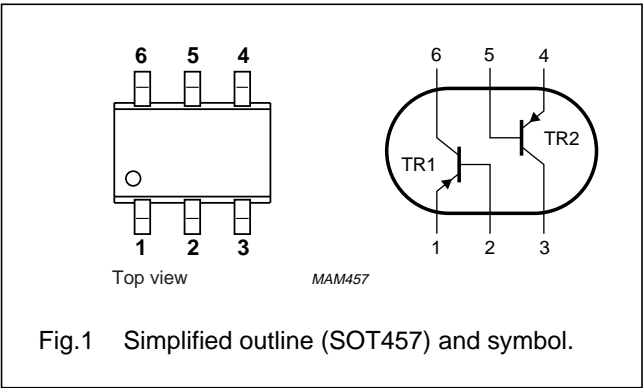 6 5 4
6 5 4
TR1
TR2
1 2 3
1 2 3
Top view
MAM457
Fig.1 Simplified outline (SOT457) and symbol.